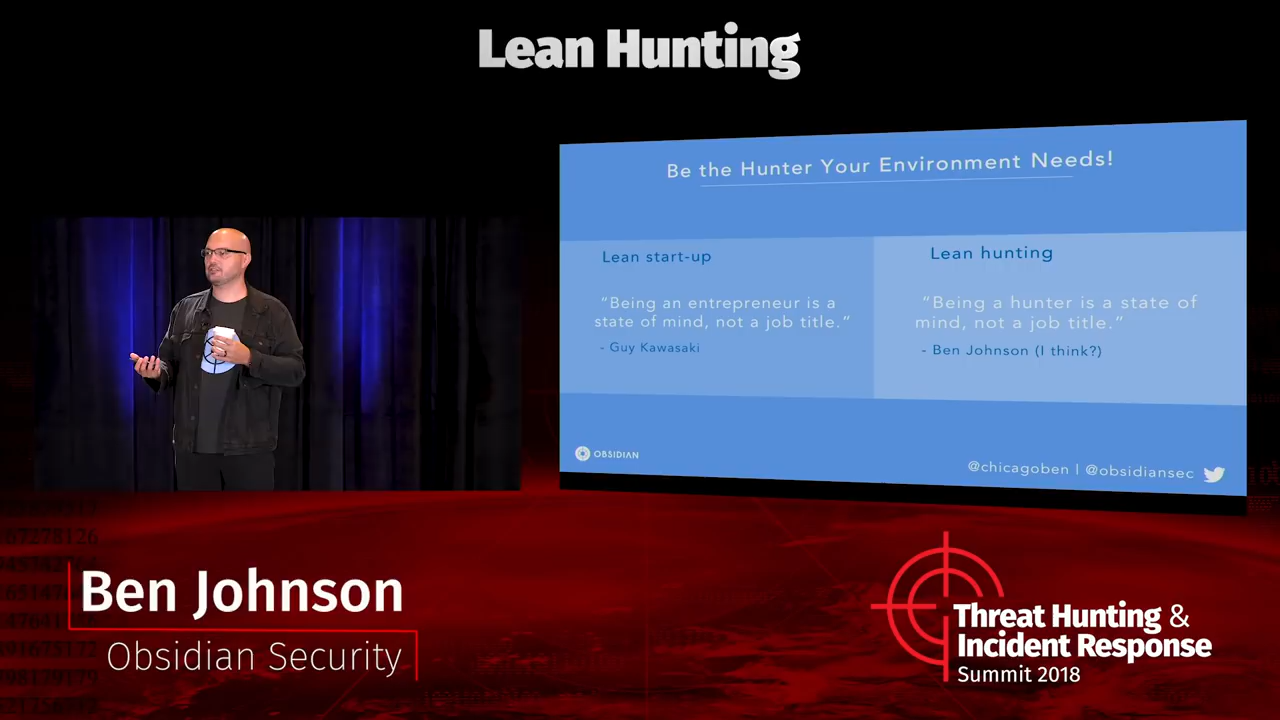 Lean Hunting
Be the Hunter Your Environment Needs!
Lean start-up
“Being an entrepreneur is a
state of mind, not a job title.”
- Guy Kawasaki
Lean hunting
“Being a hunter is a state of
mind, not a job title.”
- Ben Johnson (I think?)
OBSIDIAN
@chicagoben | @obsidiansec
Ben Johnson
Obsidian Security
Threat Hunting &
Incident Response
Summit 2018